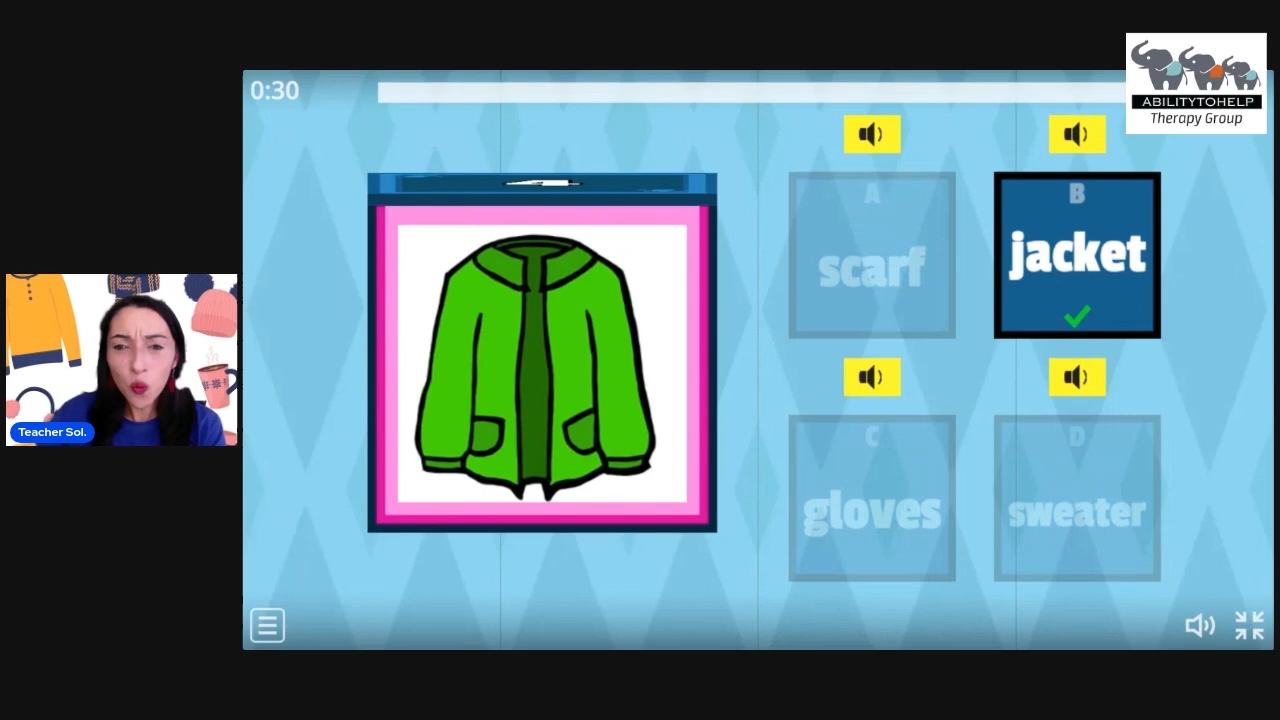 0:30
ABILITYTOHELP
Therapy Group
A
scarf
B
jacket
C
gloves
D
sweater
Teacher Sol.